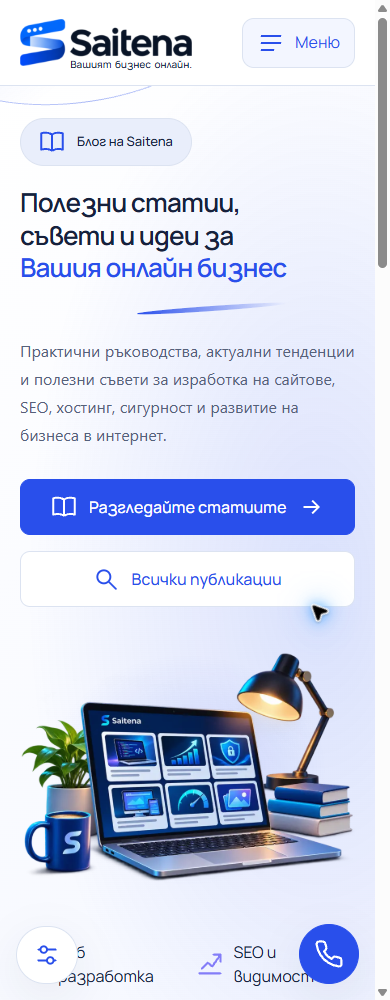 Saitena
Вашият бизнес онлайн.
Меню
Блог на Saitena
Полезни статии,
съвети и идеи за
Вашия онлайн бизнес
Практични ръководства, актуални тенденции
и полезни съвети за изработка на сайтове,
SEO, хостинг, сигурност и развитие на
бизнеса в интернет.
Разгледайте статиите
Всички публикации
Saitena
S
SEO и
разработка